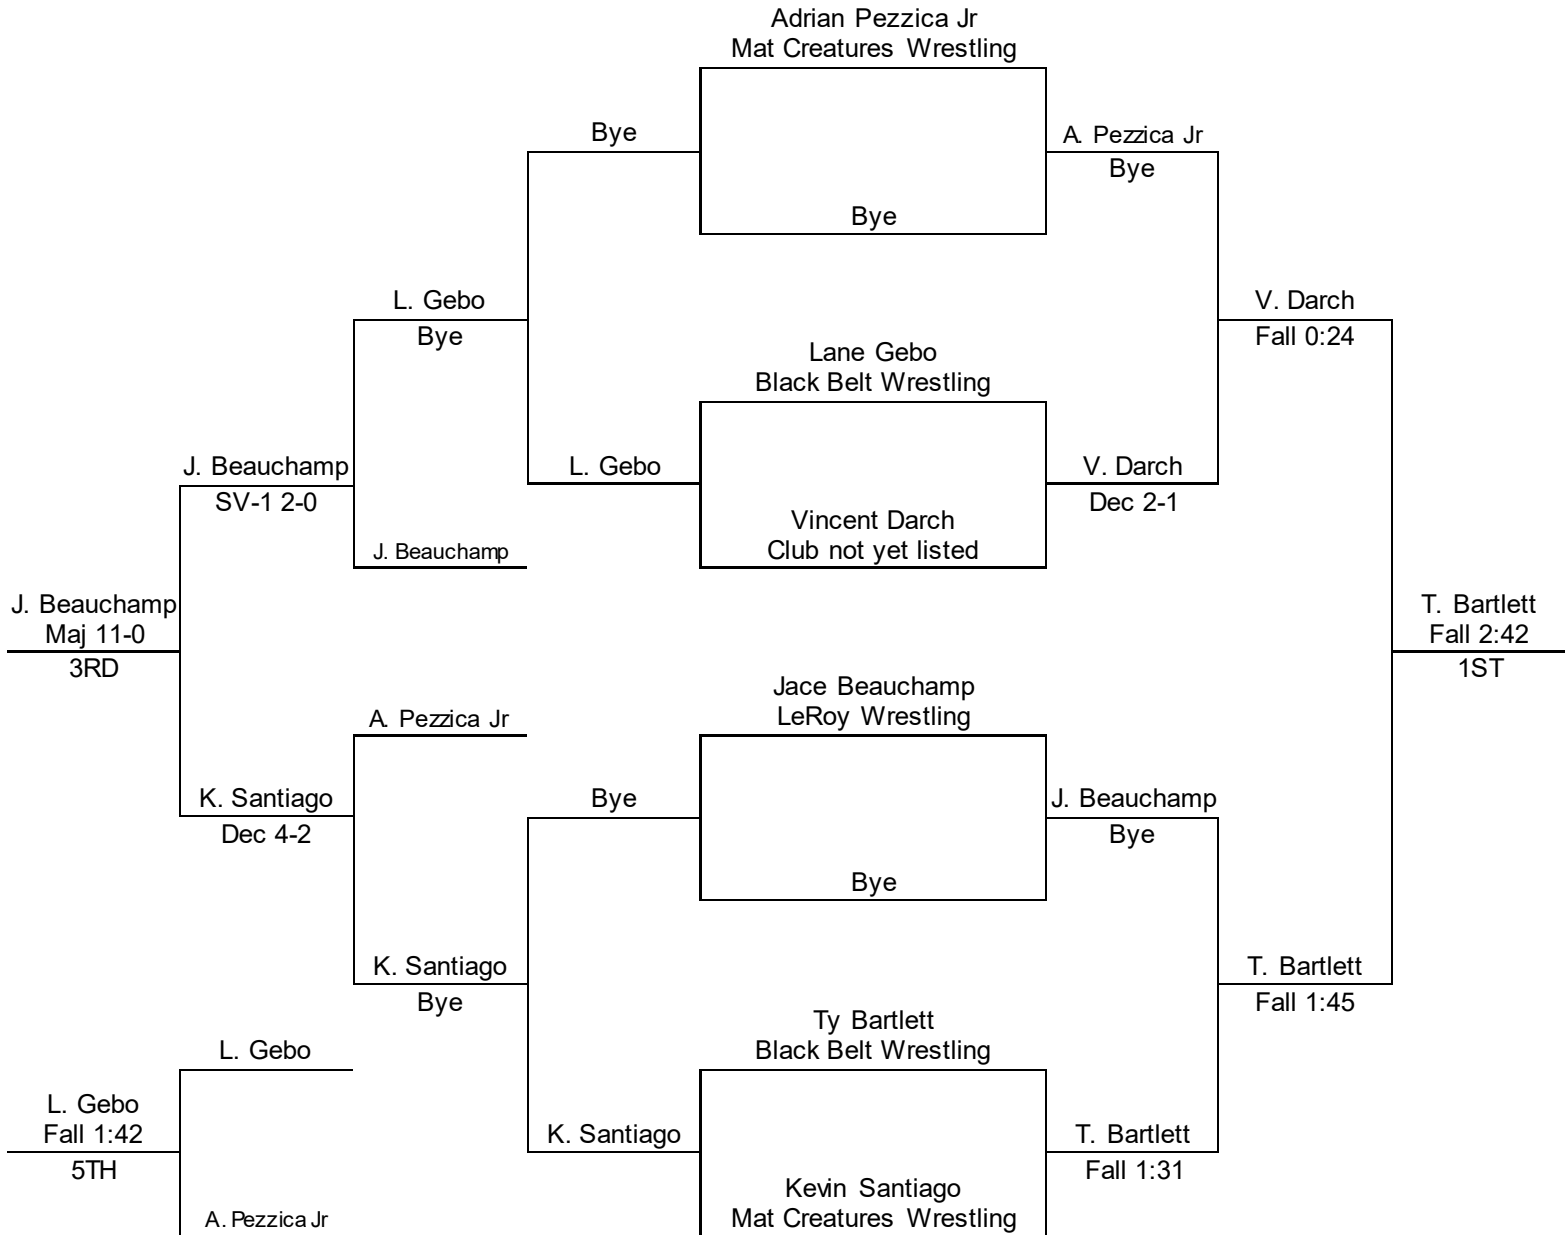 Adrian Pezzica Jr
Mat Creatures Wrestling
Bye
A. Pezzica Jr
Bye
Bye
L. Gebo
Bye
V. Darch
Fall 0:24
Lane Gebo
Black Belt Wrestling
J. Beauchamp
SV-1 2-0
L. Gebo
V. Darch
Dec 2-1
Vincent Darch
Club not yet listed
J. Beauchamp
J. Beauchamp
Maj 11-0
3RD
T. Bartlett
Fall 2:42
1ST
Jace Beauchamp
LeRoy Wrestling
A. Pezzica Jr
K. Santiago
Dec 4-2
Bye
J. Beauchamp
Bye
Bye
K. Santiago
Bye
T. Bartlett
Fall 1:45
Ty Bartlett
Black Belt Wrestling
L. Gebo
L. Gebo
Fall 1:42
5TH
K. Santiago
T. Bartlett
Fall 1:31
Kevin Santiago
Mat Creatures Wrestling
A. Pezzica Jr